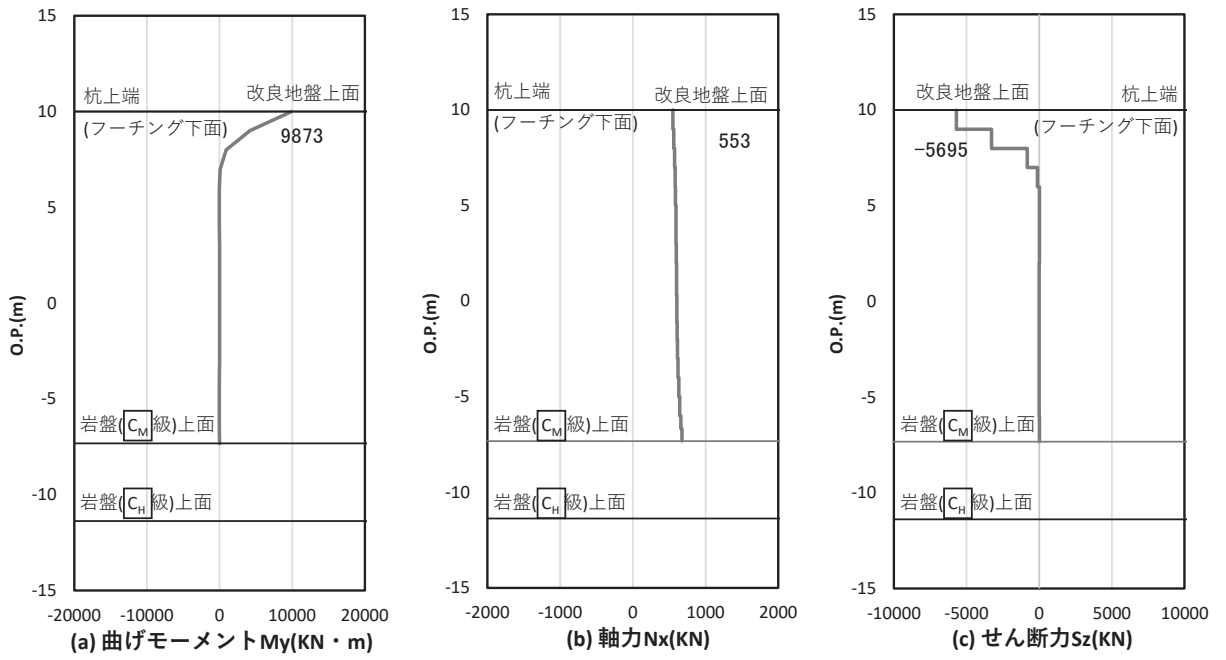 15
杭上端
改良地盤上面
10
(フーチング下面)
9873
5
0
O.P.(m)
-5
岩盤(CM級)上面
-10
岩盤(CH級)上面
-15
-20000 -10000 0 10000 20000
(a) 曲げモーメントMy(KN・m)
15
杭上端
改良地盤上面
10
(フーチング下面)
553
5
0
O.P.(m)
-5
岩盤(CM級)上面
-10
岩盤(CH級)上面
-15
-2000 -1000 0 1000 2000
(b) 軸力Nx(KN)
15
改良地盤上面
杭上端
10
(フーチング下面)
-5695
5
0
O.P.(m)
-5
岩盤(CM級)上面
-10
岩盤(CH級)上面
-15
-10000 -5000 0 5000 10000
(c) せん断力Sz(KN)